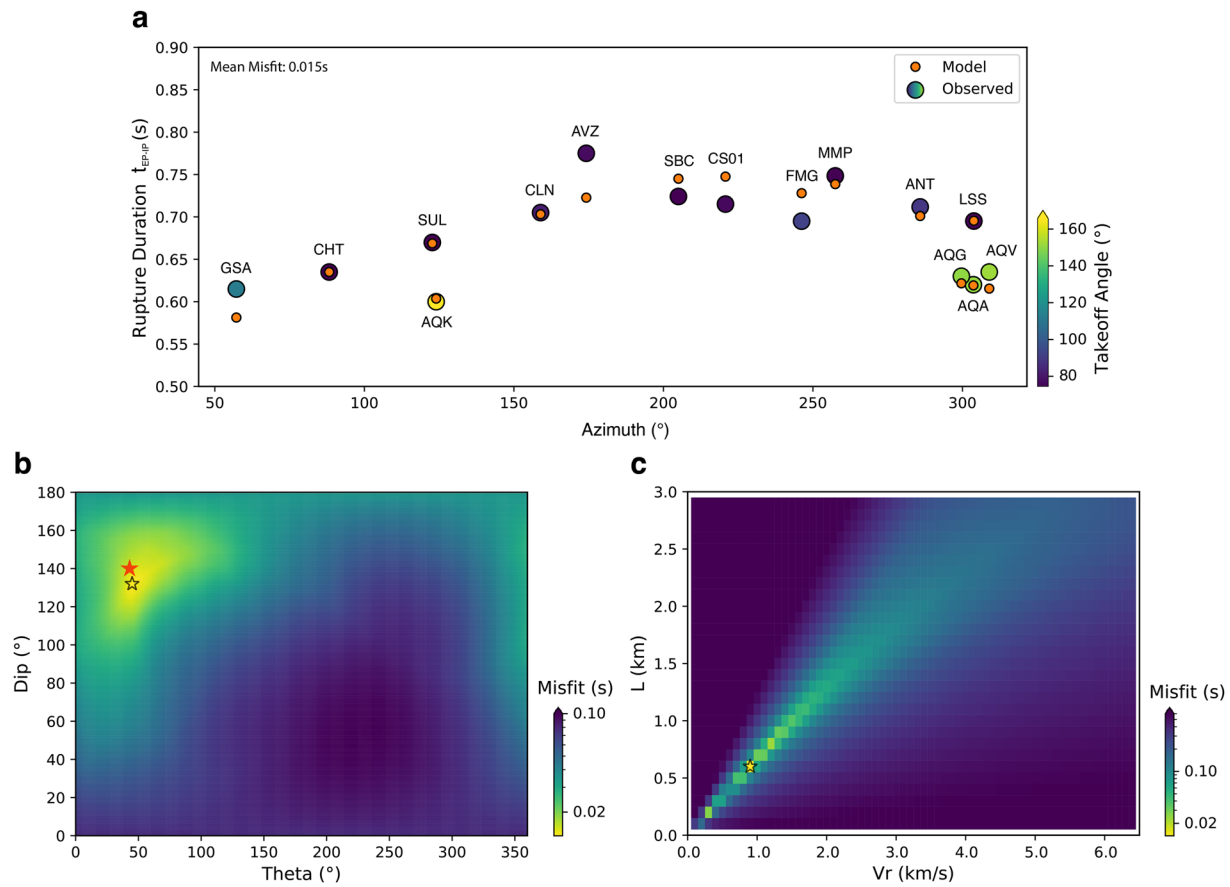 a
0.90
Mean Misfit: 0.015s
Model
Observed
0.85
0.80
0.75
0.70
0.65
0.60
0.55
0.50
Rupture Duration t_EP-IP (s)
AVZ
SBC
CS01
FMG
MMP
CLN
ANT
LSS
SUL
CHT
GSA
AQK
AQG
AQV
AQA
160
140
120
100
80
Takeoff Angle (°)
50
100
150
200
250
300
Azimuth (°)
b
180
160
140
120
100
80
60
40
20
0
Dip (°)
0
50
100
150
200
250
300
350
Theta (°)
Misfit (s)
0.10
0.02
c
3.0
2.5
2.0
1.5
1.0
0.5
0.0
L (km)
0.0
1.0
2.0
3.0
4.0
5.0
6.0
Vr (km/s)
Misfit (s)
0.10
0.02